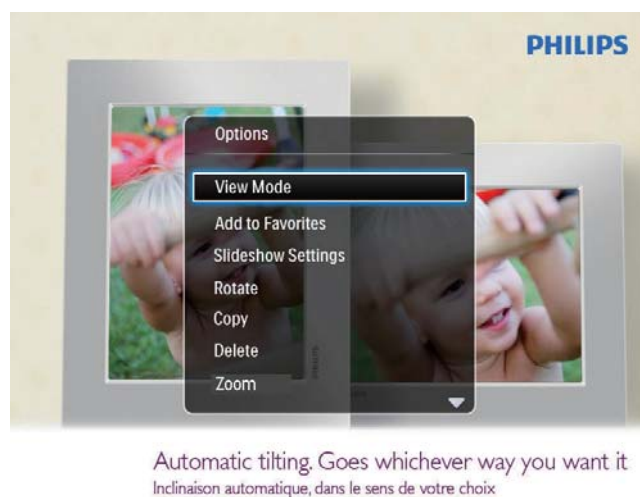 PHILIPS
Options
View Mode
Add to Favorites
Slideshow Settings
Rotate
Copy
Delete
Zoom
Automatic tilting. Goes whichever way you want it
Inclinaison automatique, dans le sens de votre choix